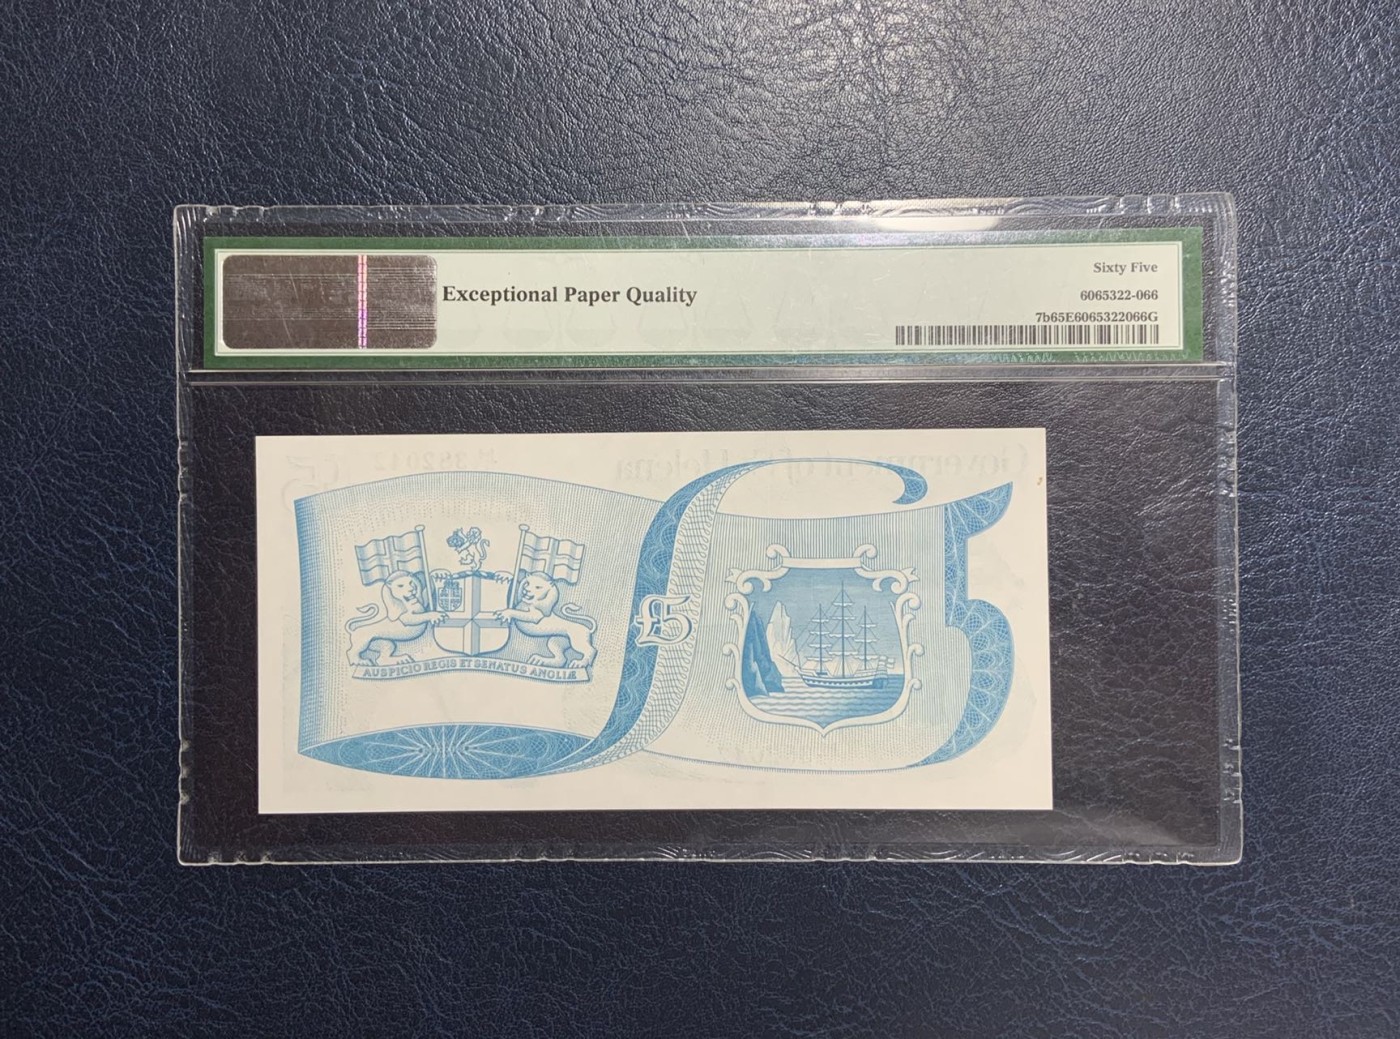 Exceptional Paper Quality
Sixty Five
6065322-066
7b65E6065322066G
£5
AUSPICIO REGIS ET SENATUS ANGLIÆ